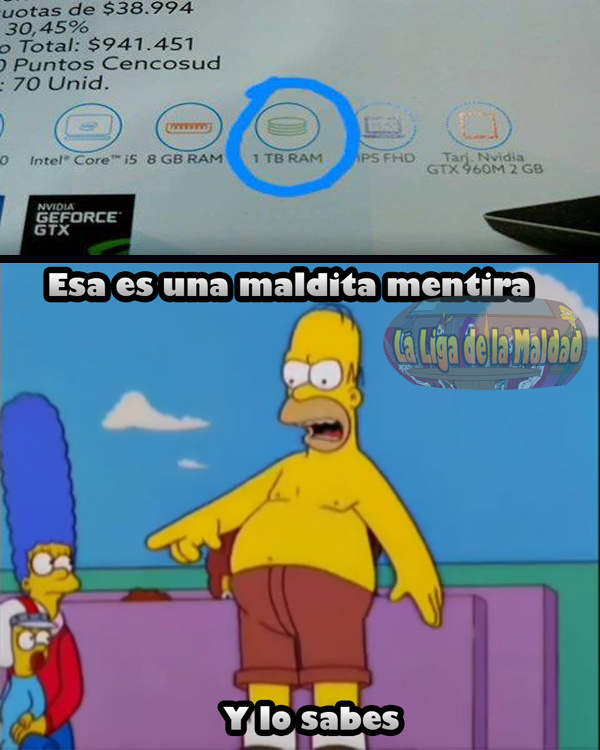 uotas de $38.994
30,45%
o Total: $941.451
0 Puntos Cencosud
: 70 Unid.
0
Intel® Core™ i5
8 GB RAM
1 TB RAM
IPS FHD
Tarj. Nvidia
GTX 960M 2 GB
NVIDIA
GEFORCE
GTX
Esa es una maldita mentira
La Liga de la Maldad
Y lo sabes